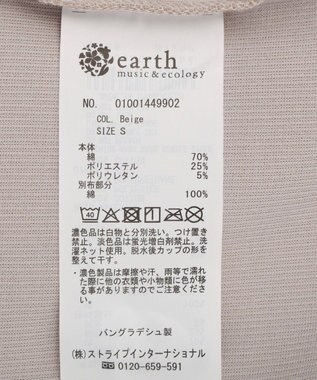 earth
music&ecology
NO. 01001449902
COL. Beige
SIZE S
本体
綿 70%
ポリエステル 25%
ポリウレタン 5%
別布部分
綿 100%
40
濃色品は白物と分別洗い。つけ置き
禁止。淡色は蛍光増白剤禁止。洗
濯ネット使用。脱水後カップの形を
整えて干す。
・濃色製品は摩擦や汗、雨等で濡れ
た際に他の衣類や小物類に色が移
る事がありますのでご注意下さい。
バングラデシュ製
(株)ストライプインターナショナル
0120-659-591